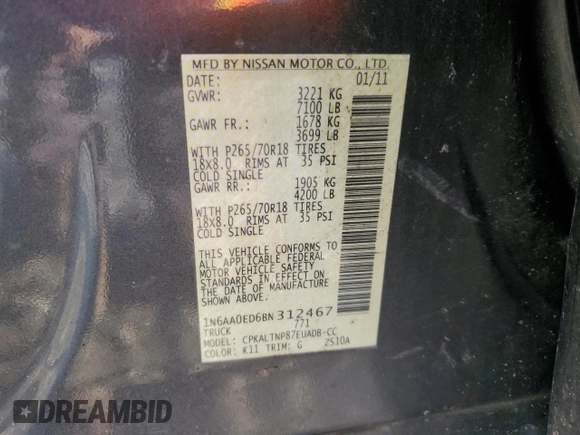 MFD BY NISSAN MOTOR CO., LTD.
DATE: 01/11
GVWR: 3221 KG
7100 LB
GAWR FR.: 1678 KG
3699 LB
WITH P265/70R18 TIRES
18X8.0 RIMS AT 35 PSI
COLD SINGLE
GAWR RR.: 1905 KG
4200 LB
WITH P265/70R18 TIRES
18X8.0 RIMS AT 35 PSI
COLD SINGLE
THIS VEHICLE CONFORMS TO
ALL APPLICABLE FEDERAL
MOTOR VEHICLE SAFETY
STANDARDS IN EFFECT ON
THE DATE OF MANUFACTURE
SHOWN ABOVE.
1N6AA0ED6BN312467
TRUCK 771
MODEL: CPKALTNP87EUADB-CC
COLOR: K11 TRIM: G ZS10A
DREAMBID